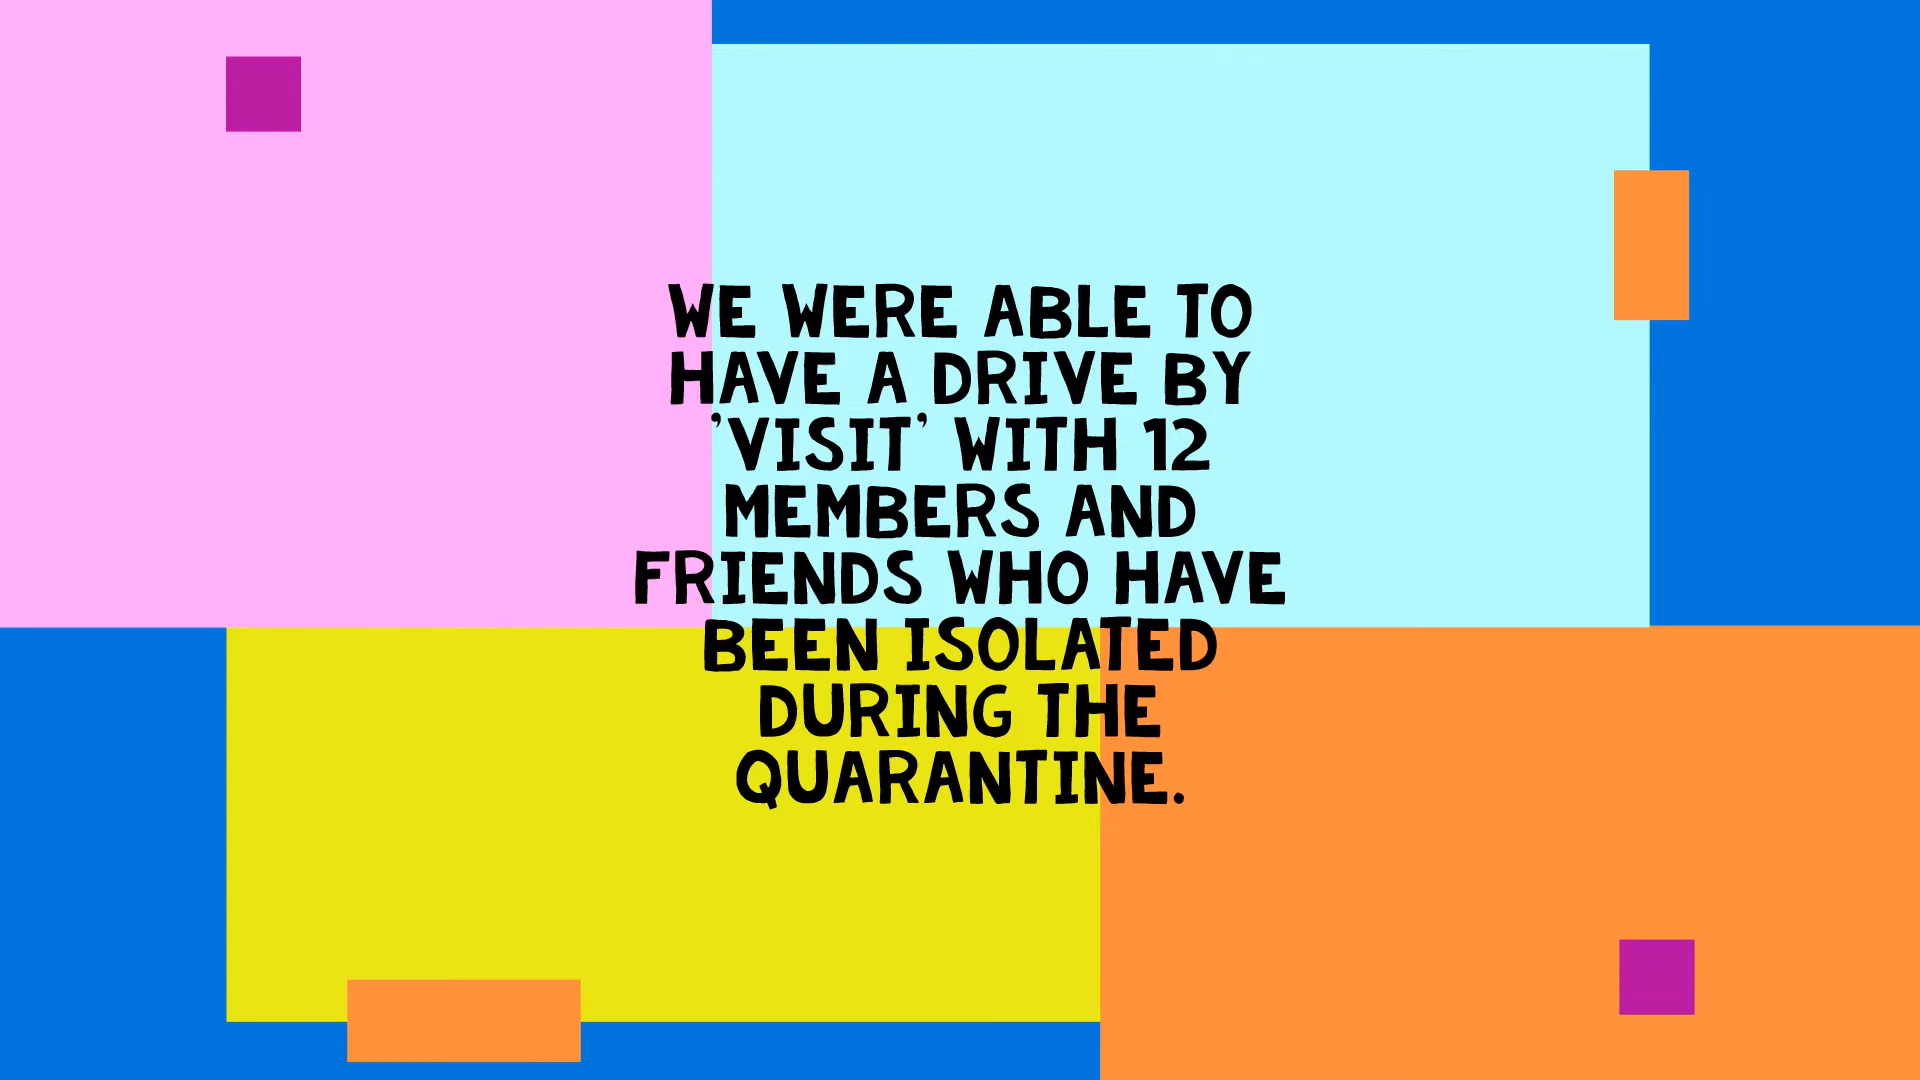 WE WERE ABLE TO
HAVE A DRIVE BY
'VISIT' WITH 12
MEMBERS AND
FRIENDS WHO HAVE
BEEN ISOLATED
DURING THE
QUARANTINE.